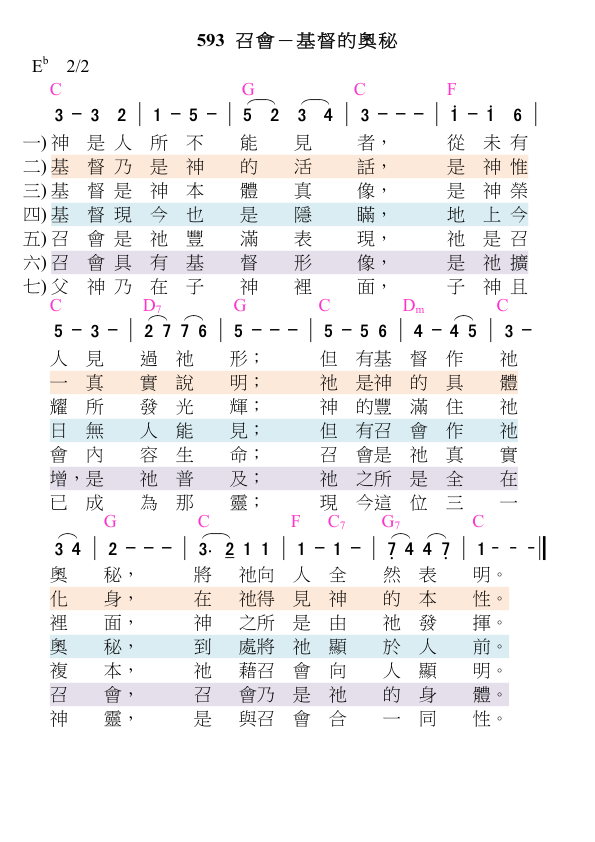 593 召會－基督的奧秘
E♭ 2/2
C G C F
3 – 3 2 | 1 – 5 – | 5 2 3 4 | 3 – – – | i – i 6 |
一) 神是人所不能見者，從未有
二) 基督乃是神的活話，是神惟
三) 基督是神本體真像，是神榮
四) 基督現今也是隱瞞，地上今
五) 召會是祂豐滿表現，祂是召
六) 召會具有基督形像，是祂擴
七) 父神乃在子神裡面，子神且
C D7 G C Dm C
5 – 3 – | 2 7 7 6 | 5 – – – | 5 – 5 6 | 4 – 4 5 | 3 –
人見過祂形；但有基督作祂
一真實說明；祂是神的具體
耀所發光輝；神的豐滿住祂
日無人能見；但有召會作祂
會內容生命；召會是祂真實
增，是祂普及；祂之所是全在
已成為那靈；現今這位三一
G C F C7 G7 C
3 4 | 2 – – – | 3. 2 1 1 | 1 – 1 – | 7 4 4 7 | 1 – – – ||
奧秘，將祂向人全然表明。
化身，在祂得見神的本性。
裡面，神之所是由祂發揮。
奧秘，到處將祂顯於人前。
複本，祂藉召會向人顯明。
召會，召會乃是祂的身體。
神靈，是與召會合一同性。